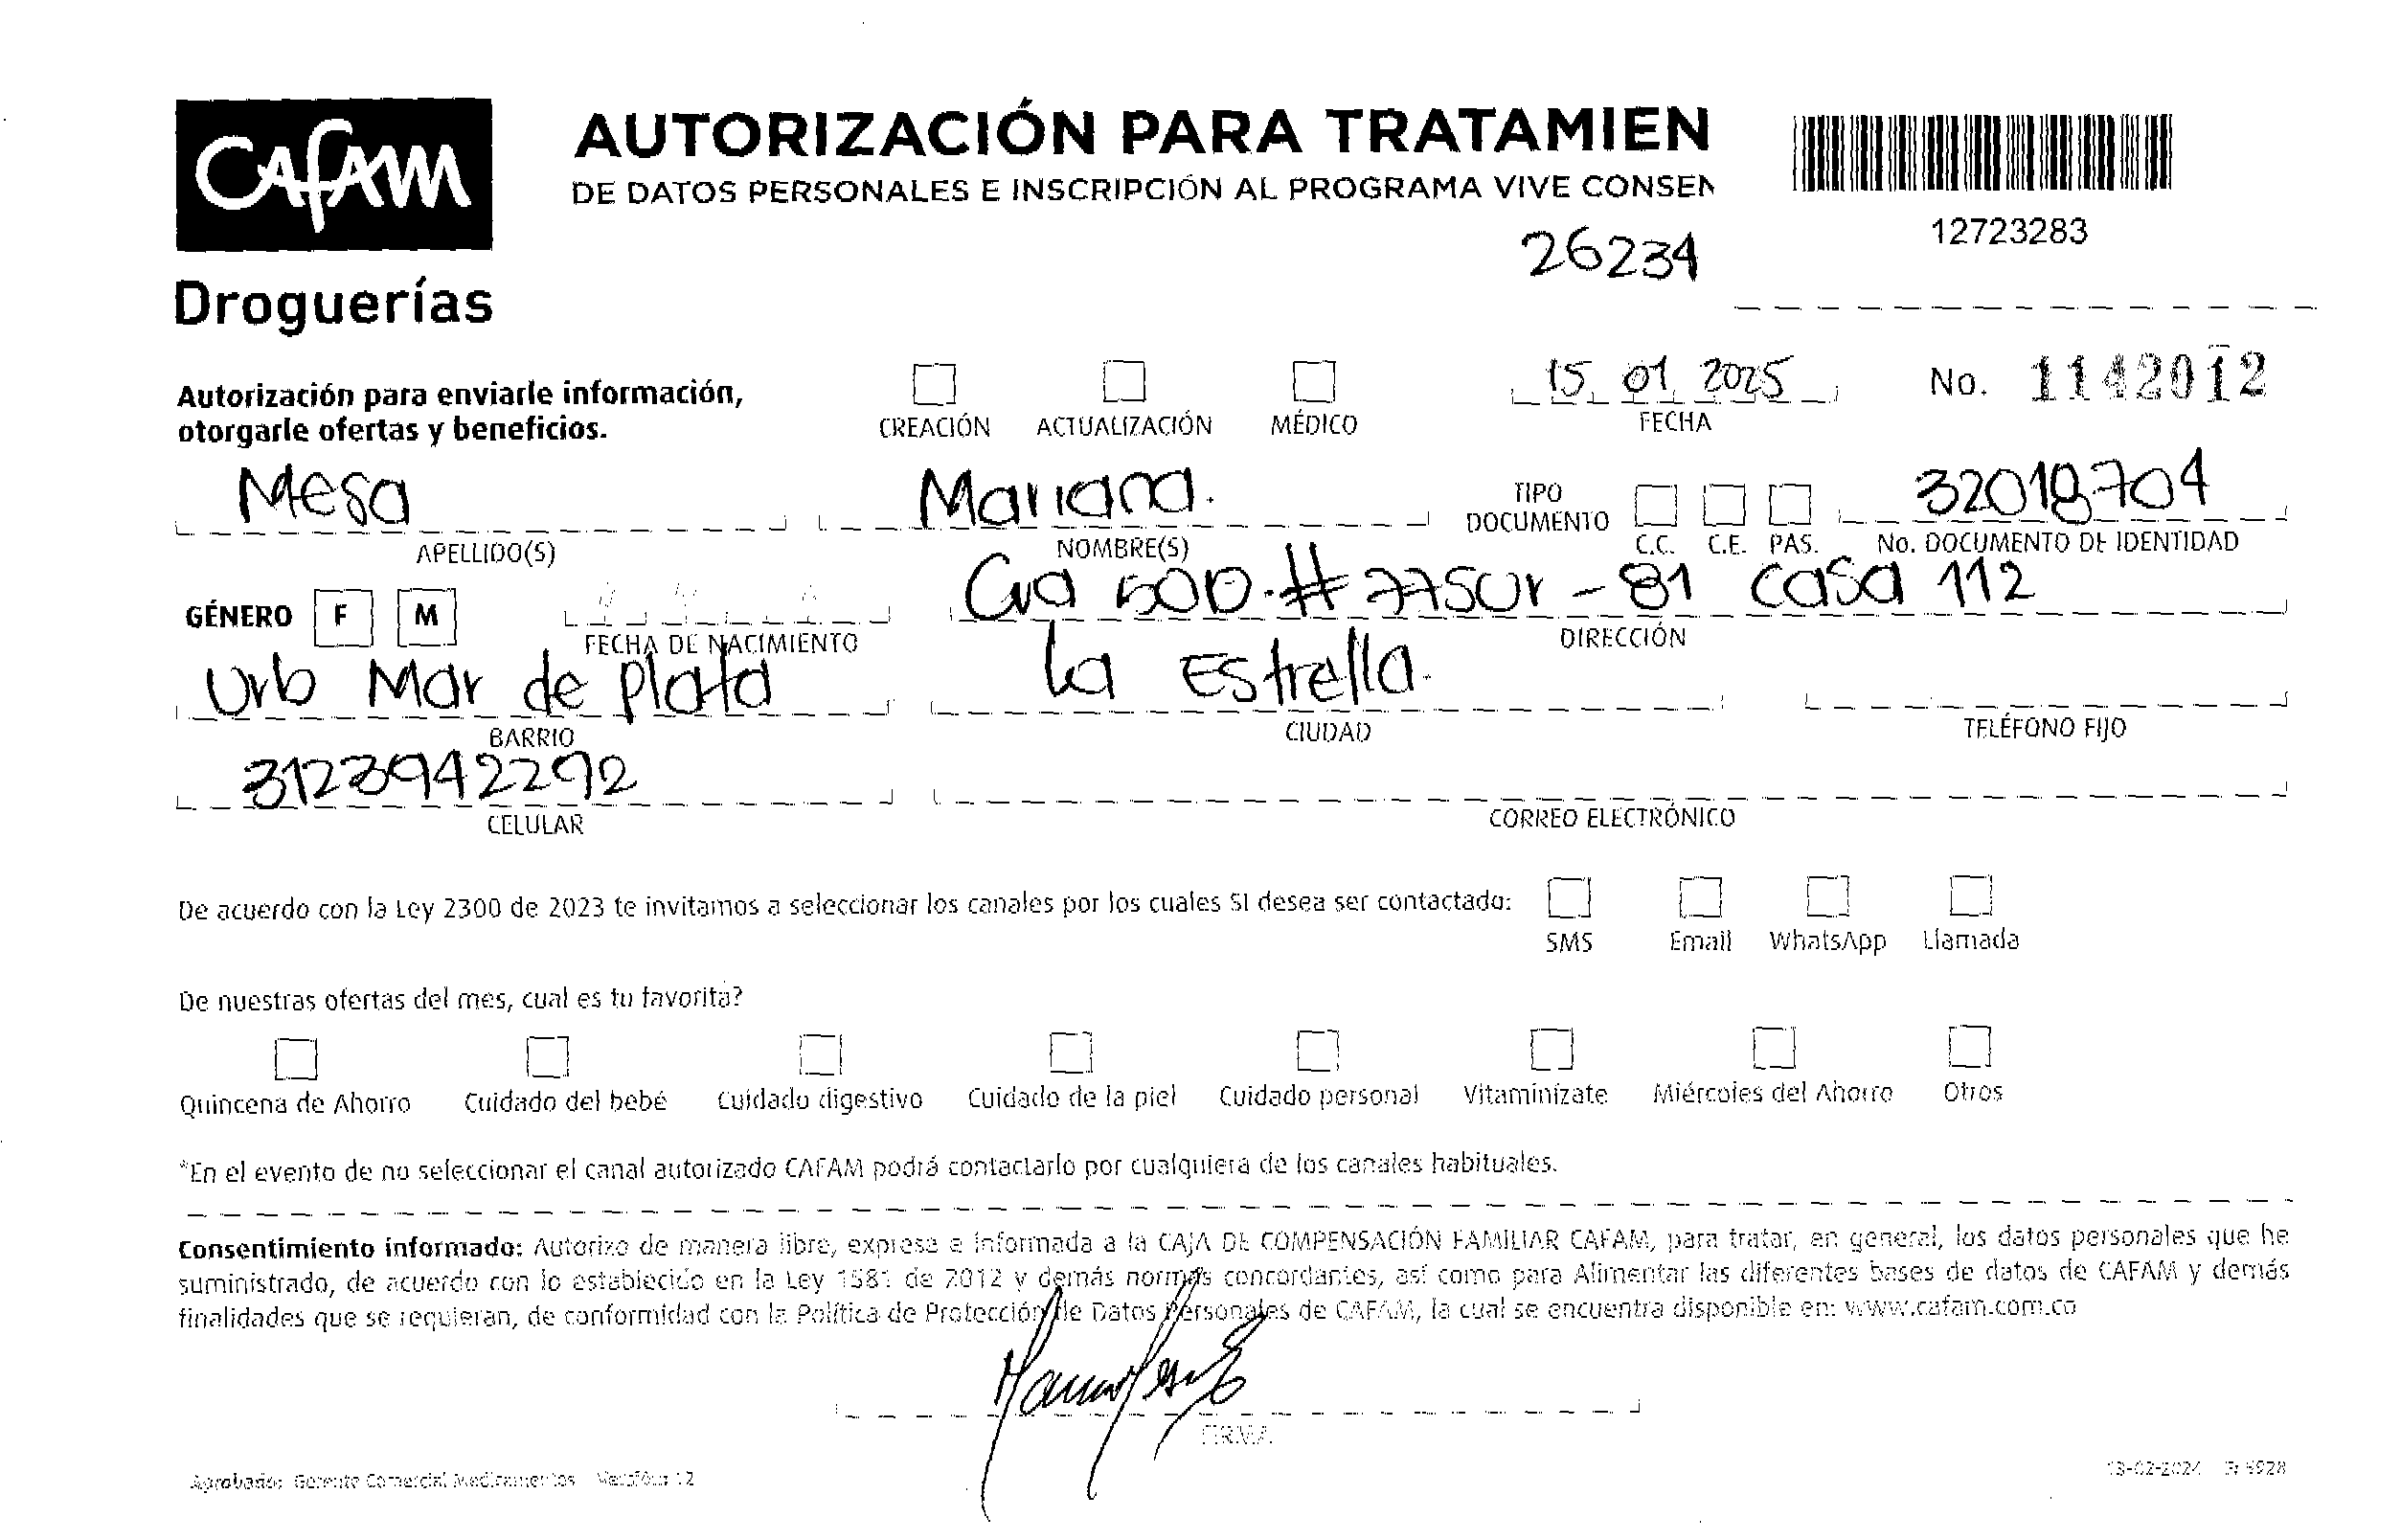 CAFAM
Droguerías
AUTORIZACIÓN PARA TRATAMIEN
DE DATOS PERSONALES E INSCRIPCIÓN AL PROGRAMA VIVE CONSEN
12723283
26234
Autorización para enviarle información,
otorgarle ofertas y beneficios.
CREACIÓN ACTUALIZACIÓN MÉDICO
15 01 2025
FECHA
No. 1142012
Mesa
APELLIDO(S)
Mariana.
NOMBRE(S)
TIPO
DOCUMENTO
C.C. C.E. PAS.
32018704
No. DOCUMENTO DE IDENTIDAD
GÉNERO F M
FECHA DE NACIMIENTO
Cra 50D. # 77SUr - 81 casa 112
DIRECCIÓN
Urb Mar de plata
BARRIO
La Estrella.
CIUDAD
TELÉFONO FIJO
3123942292
CELULAR
CORREO ELECTRÓNICO
De acuerdo con la Ley 2300 de 2023 te invitamos a seleccionar los canales por los cuales SI desea ser contactado:
SMS Email WhatsApp Llamada
De nuestras ofertas del mes, cual es tu favorita?
Quincena de Ahorro Cuidado del bebé Cuidado digestivo Cuidado de la piel Cuidado personal Vitaminízate Miércoles del Ahorro Otros
*En el evento de no seleccionar el canal autorizado CAFAM podrá contactarlo por cualquiera de los canales habituales.
Consentimiento informado: Autorizo de manera libre, expresa e informada a la CAJA DE COMPENSACIÓN FAMILIAR CAFAM, para tratar, en general, los datos personales que he
suministrado, de acuerdo con lo establecido en la Ley 1581 de 2012 y demás normas concordantes, así como para Alimentar las diferentes bases de datos de CAFAM y demás
finalidades que se requieran, de conformidad con la Política de Protección de Datos Personales de CAFAM, la cual se encuentra disponible en: www.cafam.com.co
FIRMA
Aprobado: Gerente Comercial Medicamentos Versión: 12
13-02-2024